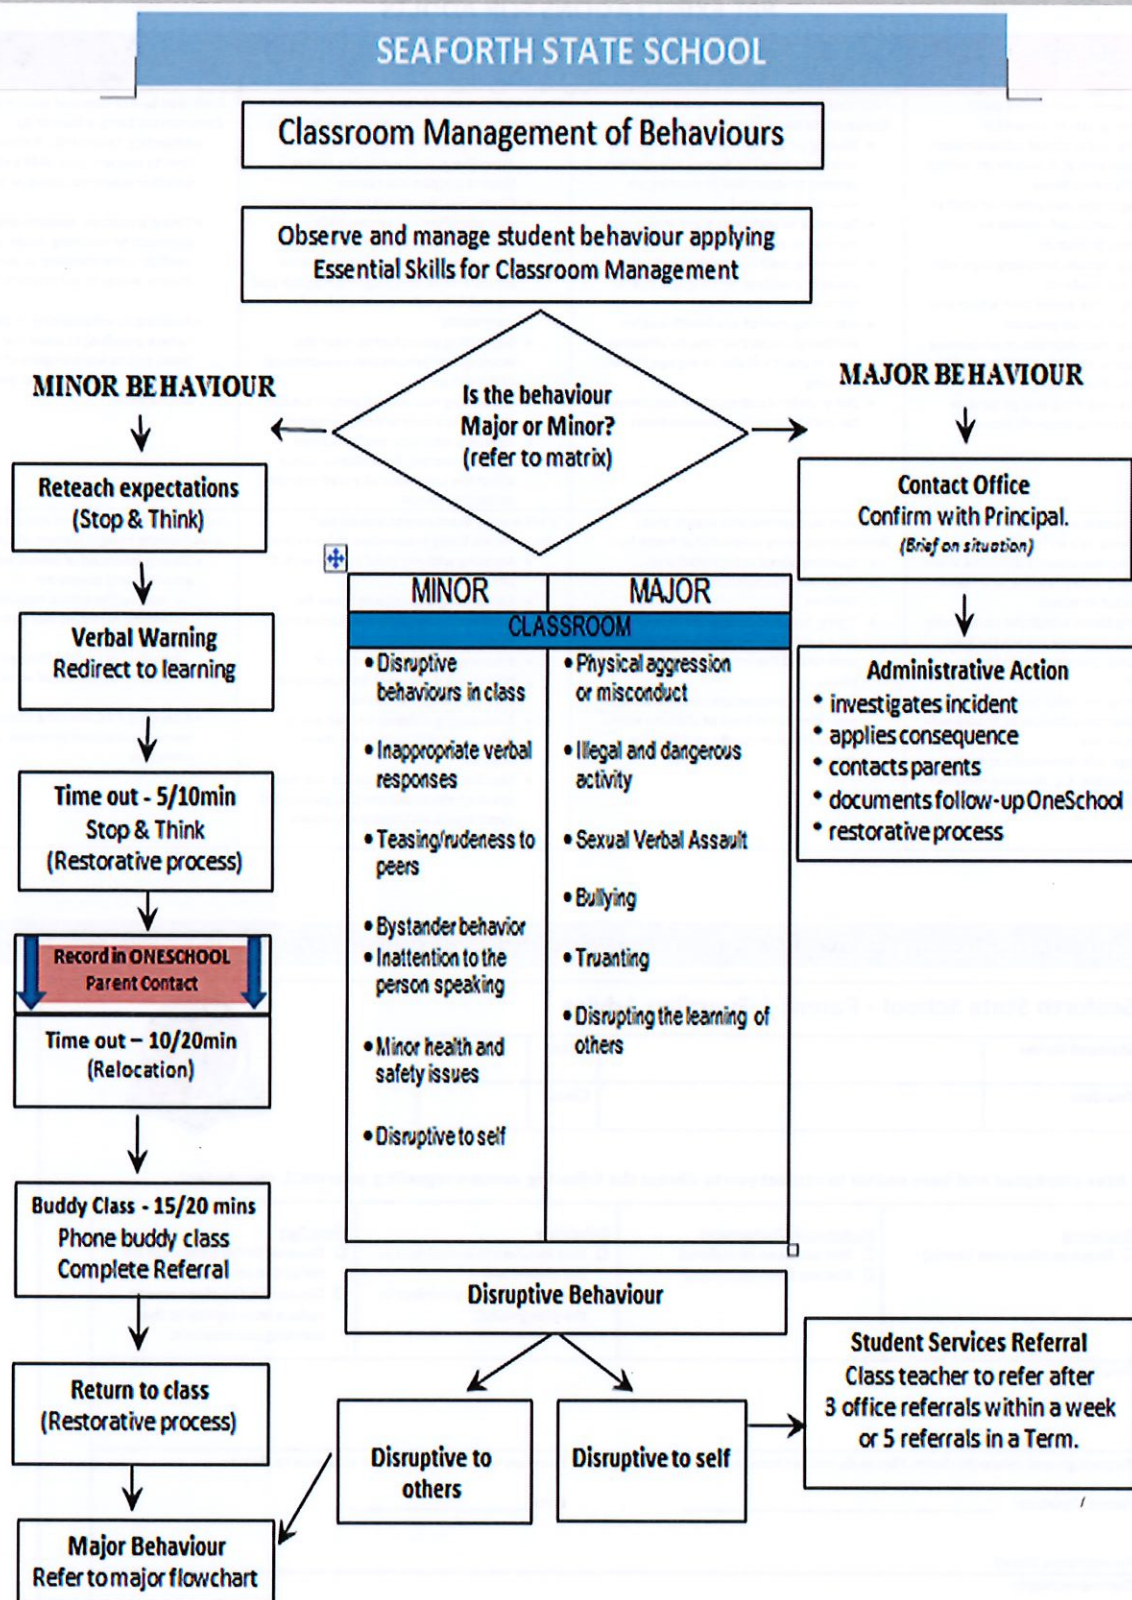 SEAFORTH STATE SCHOOL
Classroom Management of Behaviours
Observe and manage student behaviour applying
Essential Skills for Classroom Management
Is the behaviour
Major or Minor?
(refer to matrix)
MINOR BEHAVIOUR
Reteach expectations
(Stop & Think)
Verbal Warning
Redirect to learning
Time out - 5/10min
Stop & Think
(Restorative process)
Record in ONESCHOOL
Parent Contact
Time out – 10/20min
(Relocation)
Buddy Class - 15/20 mins
Phone buddy class
Complete Referral
Return to class
(Restorative process)
Major Behaviour
Refer to major flowchart
MAJOR BEHAVIOUR
Contact Office
Confirm with Principal.
(Brief on situation)
Administrative Action
• investigates incident
• applies consequence
• contacts parents
• documents follow-up OneSchool
• restorative process
MINOR
MAJOR
CLASSROOM
• Disruptive
behaviours in class
• Inappropriate verbal
responses
• Teasing/rudeness to
peers
• Bystander behavior
• Inattention to the
person speaking
• Minor health and
safety issues
• Disruptive to self
• Physical aggression
or misconduct
• Illegal and dangerous
activity
• Sexual Verbal Assault
• Bullying
• Truanting
• Disrupting the learning of
others
Disruptive Behaviour
Disruptive to
others
Disruptive to self
Student Services Referral
Class teacher to refer after
3 office referrals within a week
or 5 referrals in a Term.